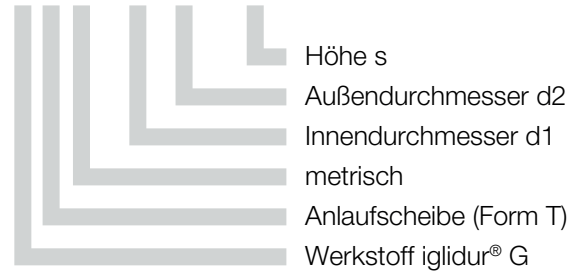 Höhe s
Außendurchmesser d2
Innendurchmesser d1
metrisch
Anlaufscheibe (Form T)
Werkstoff iglidur® G